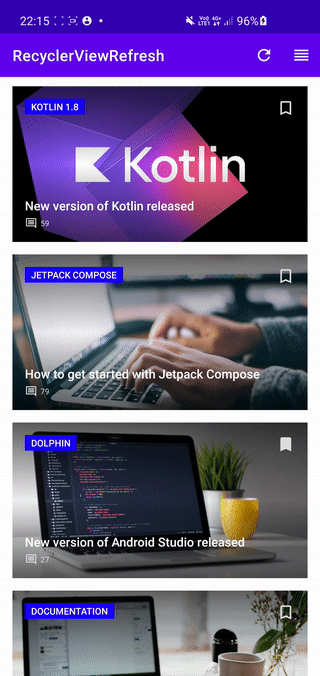 22:15
Vo) 4G+
LTE1
96%
RecyclerViewRefresh
KOTLIN 1.8
Kotlin
New version of Kotlin released
59
JETPACK COMPOSE
How to get started with Jetpack Compose
79
DOLPHIN
New version of Android Studio released
27
DOCUMENTATION